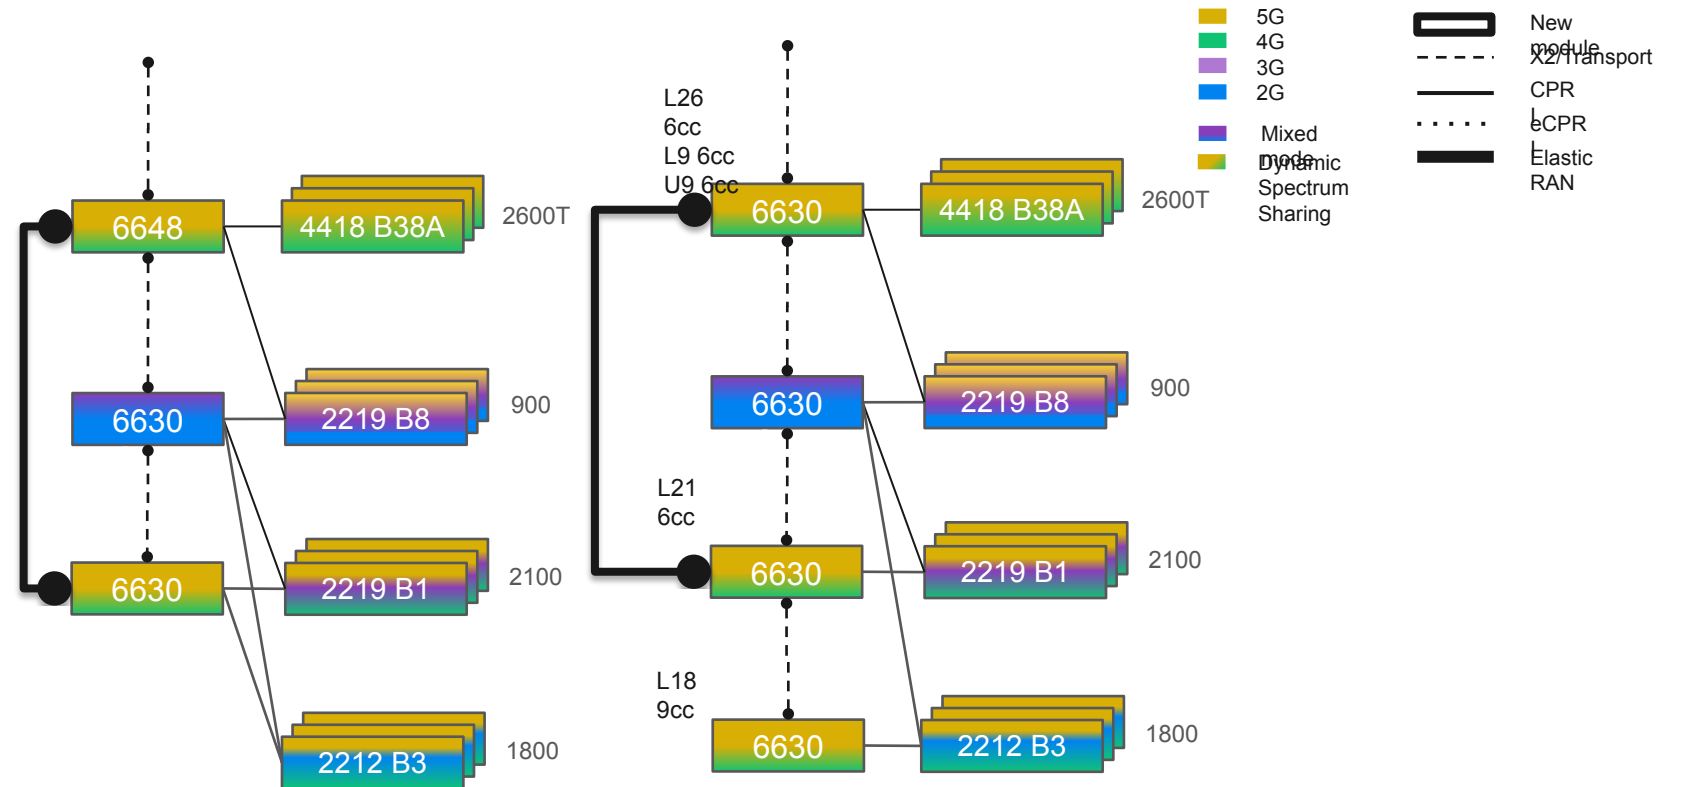 6648
4418 B38A
2600T
6630
2219 B8
900
6630
2219 B1
2100
2212 B3
1800
L26
6cc
L9 6cc
U9 6cc
6630
4418 B38A
2600T
6630
2219 B8
900
L21
6cc
6630
2219 B1
2100
L18
9cc
6630
2212 B3
1800
5G
4G
3G
2G
Mixed
mode
Dynamic
Spectrum
Sharing
New
module
X2/Transport
CPR
I
eCPR
I
Elastic
RAN